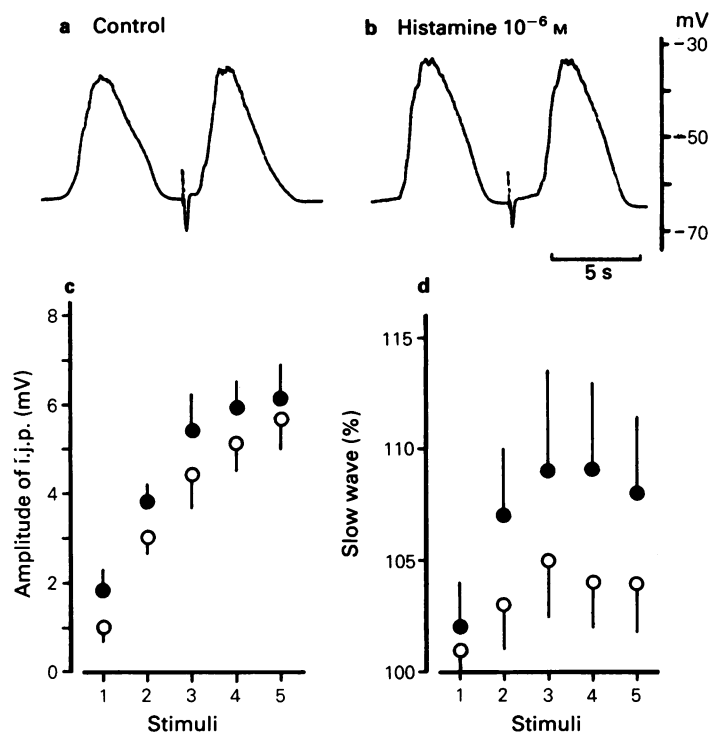 a Control
b Histamine 10⁻⁶ M
mV
-30
-50
-70
5 s
c
8
6
4
2
0
Amplitude of i.j.p. (mV)
1 2 3 4 5
Stimuli
d
115
110
105
100
Slow wave (%)
1 2 3 4 5
Stimuli